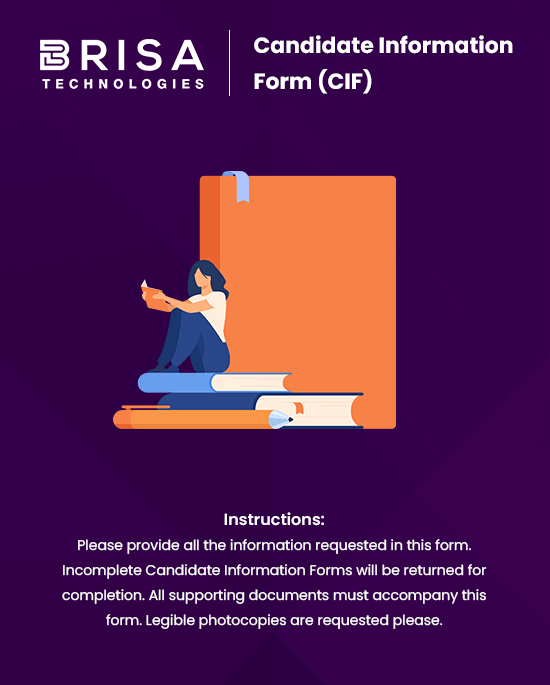 BRISA
TECHNOLOGIES
Candidate Information
Form (CIF)
Instructions:
Please provide all the information requested in this form.
Incomplete Candidate Information Forms will be returned for
completion. All supporting documents must accompany this
form. Legible photocopies are requested please.